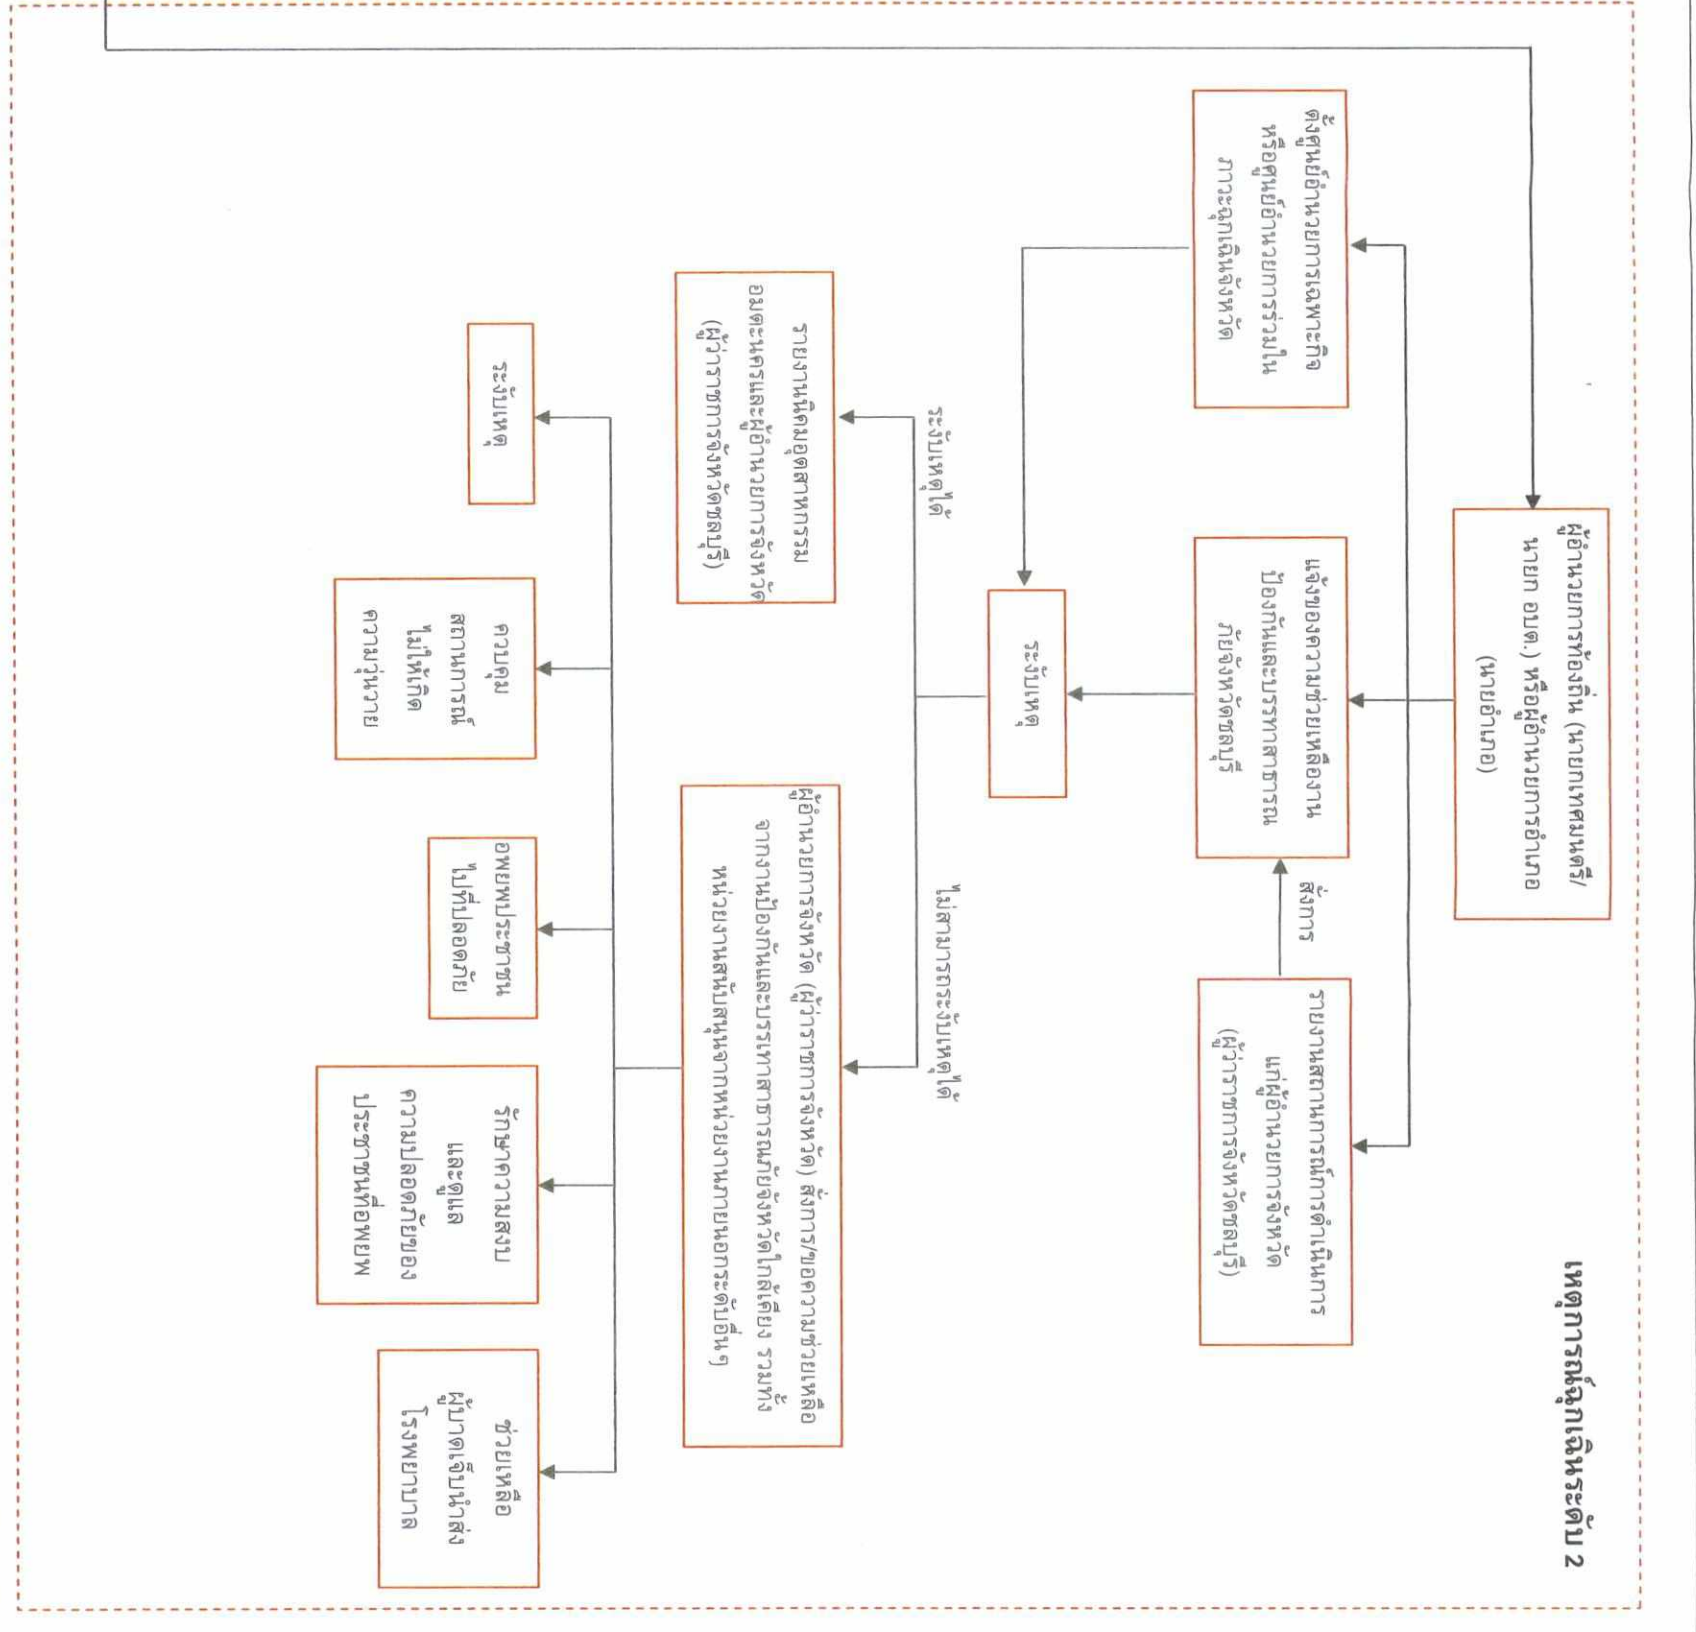 เหตุการณ์ฉุกเฉินระดับ 2
ผู้อำนวยการท้องถิ่น (นายกเทศมนตรี/
นายก อบต.) หรือผู้อำนวยการอำเภอ
(นายอำเภอ)
ตั้งศูนย์อำนวยการเฉพาะกิจ
หรือศูนย์อำนวยการร่วมใน
ภาวะฉุกเฉินจังหวัด
แจ้งของความช่วยเหลืองาน
ป้องกันและบรรทาสาธารณ
ภัยจังหวัดชลบุรี
สั่งการ
รายงานสถานการณ์การดำเนินการ
แก่ผู้อำนวยการจังหวัด
(ผู้ว่าราชการจังหวัดชลบุรี)
ระงับเหตุ
ระงับเหตุได้
ไม่สามารถระงับเหตุได้
รายงานนิคมอุตสาหกรรม
อมตะนครและผู้อำนวยการจังหวัด
(ผู้ว่าราชการจังหวัดชลบุรี)
ผู้อำนวยการจังหวัด (ผู้ว่าราชการจังหวัด) สั่งการ/ขอความช่วยเหลือ
จากงานป้องกันและบรรเทาสาธารณภัยจังหวัดใกล้เคียง รวมทั้ง
หน่วยงานสนับสนุนจากหน่วยงานภายนอกระดับอื่นๆ
ระงับเหตุ
ควบคุม
สถานการณ์
ไม่ให้เกิด
ความวุ่นวาย
อพยพประชาชน
ไปที่ปลอดภัย
รักษาความสงบ
และดูแล
ความปลอดภัยของ
ประชาชนที่อพยพ
ช่วยเหลือ
ผู้บาดเจ็บนำส่ง
โรงพยาบาล